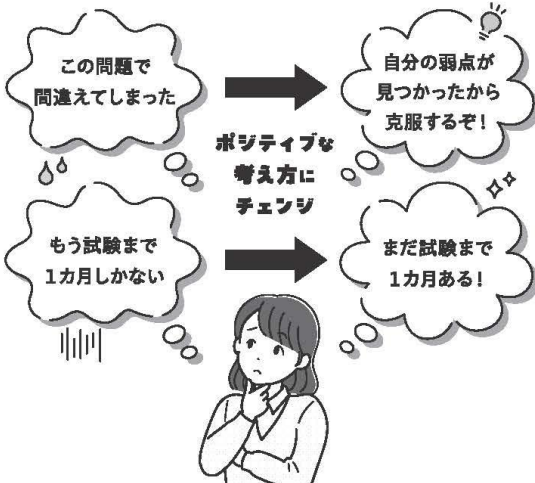 この問題で
間違えてしまった
自分の弱点が
見つかったから
克服するぞ!
ポジティブな
考え方に
チェンジ
もう試験まで
1カ月しかない
まだ試験まで
1カ月ある!